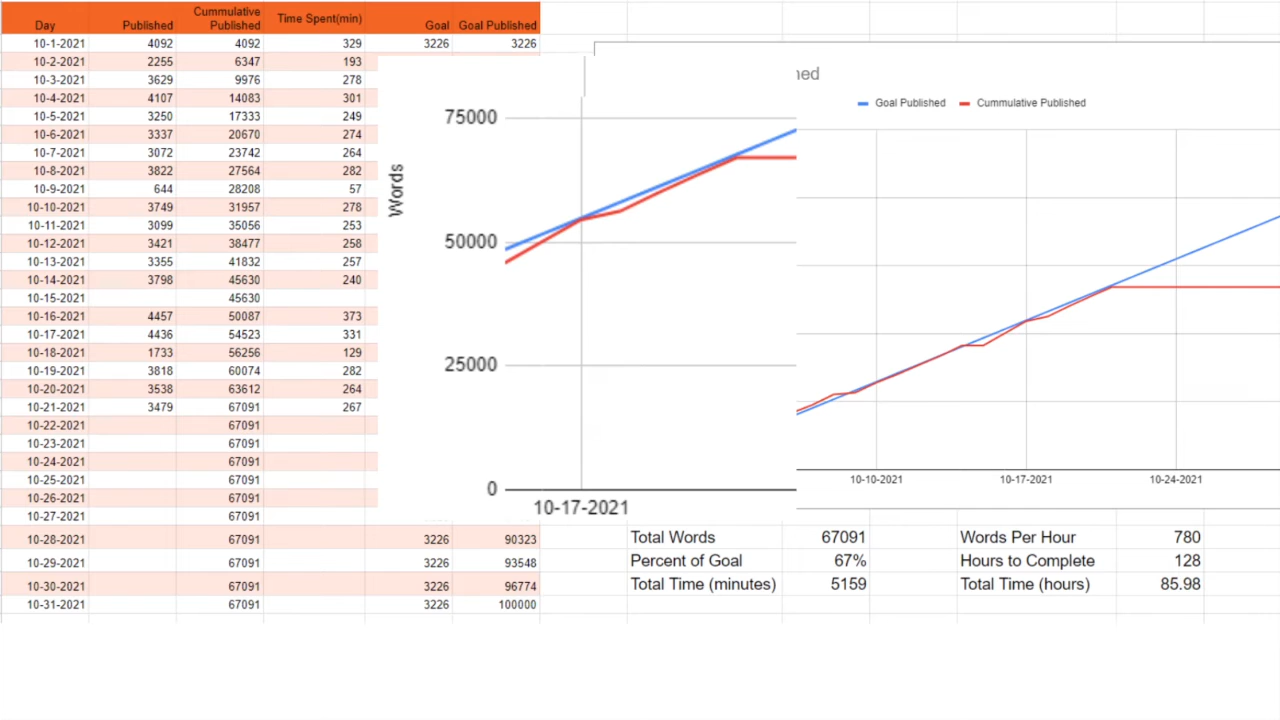 Day Published Cummulative Published Time Spent(min) Goal Goal Published
10-1-2021 4092 4092 329 3226 3226
10-2-2021 2255 6347 193
10-3-2021 3629 9976 278
10-4-2021 4107 14083 301
10-5-2021 3250 17333 249
10-6-2021 3337 20670 274
10-7-2021 3072 23742 264
10-8-2021 3822 27564 282
10-9-2021 644 28208 57
10-10-2021 3749 31957 278
10-11-2021 3099 35056 253
10-12-2021 3421 38477 258
10-13-2021 3355 41832 257
10-14-2021 3798 45630 240
10-15-2021 45630
10-16-2021 4457 50087 373
10-17-2021 4436 54523 331
10-18-2021 1733 56256 129
10-19-2021 3818 60074 282
10-20-2021 3538 63612 264
10-21-2021 3479 67091 267
10-22-2021 67091
10-23-2021 67091
10-24-2021 67091
10-25-2021 67091
10-26-2021 67091
10-27-2021 67091
10-28-2021 67091 3226 90323
10-29-2021 67091 3226 93548
10-30-2021 67091 3226 96774
10-31-2021 67091 3226 100000
Words
75000
50000
25000
0
10-17-2021
hed
Goal Published Cummulative Published
10-10-2021 10-17-2021 10-24-2021
Total Words 67091 Words Per Hour 780
Percent of Goal 67% Hours to Complete 128
Total Time (minutes) 5159 Total Time (hours) 85.98